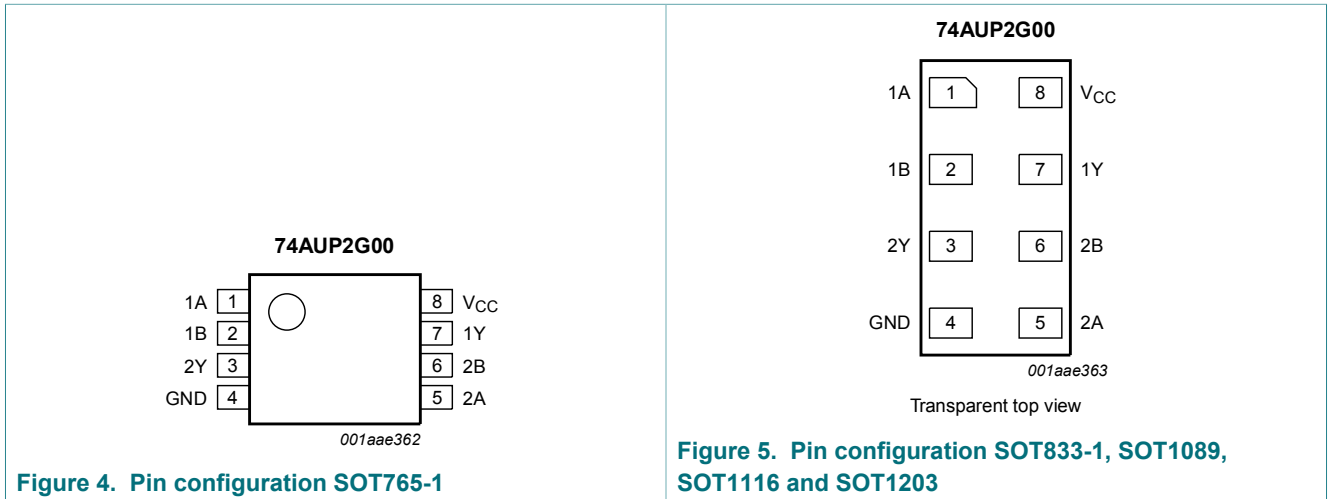 74AUP2G00
1A 1 8 VCC
1B 2 7 1Y
2Y 3 6 2B
GND 4 5 2A
001aae362
Figure 4. Pin configuration SOT765-1
74AUP2G00
1A 1 8 VCC
1B 2 7 1Y
2Y 3 6 2B
GND 4 5 2A
001aae363
Transparent top view
Figure 5. Pin configuration SOT833-1, SOT1089,
SOT1116 and SOT1203